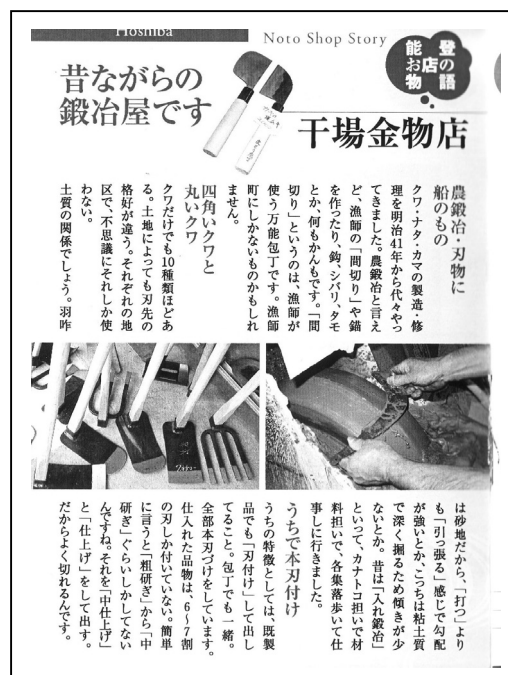 Hoshiba
Noto Shop Story
能登の
お店
物語
昔ながらの
鍛冶屋です
干場金物店
農鍛冶・刃物に
船のもの
クワ・ナタ・カマの製造・修
理を明治41年から代々やっ
てきました。農鍛冶と言え
ど、漁師の「間切り」や錨
を作ったり、鈎、シバリ、タモ
とか、何もかんもです。「間
切り」というのは、漁師が
使う万能包丁です。漁師
町にしかないものかもしれ
ません。
四角いクワと
丸いクワ
クワだけでも10種類ほどあ
る。土地によっても刃先の
格好が違う。それぞれの地
区で、不思議にそれしか使
わない。
土質の関係でしょう。羽咋
は砂地だから、「打つ」より
も「引っ張る」感じで勾配
が強いとか、こっちは粘土質
で深く掘るため傾きが少
ないとか。昔は「入れ鍛冶」
といって、カナトコ担いで材
料担いで、各集落歩いて仕
事しに行きました。
うちで本刃付け
うちの特徴としては、既製
品でも「刃付け」して出し
てること。包丁でも一緒。
全部本刃づけをしています。
仕入れた品物は、6〜7割
の刃しか付いていない。簡単
に言うと「粗研ぎ」から「中
研ぎ」ぐらいしかしてない
んですね。それを「中仕上げ」
と「仕上げ」をして出す。
だからよく切れるんです。